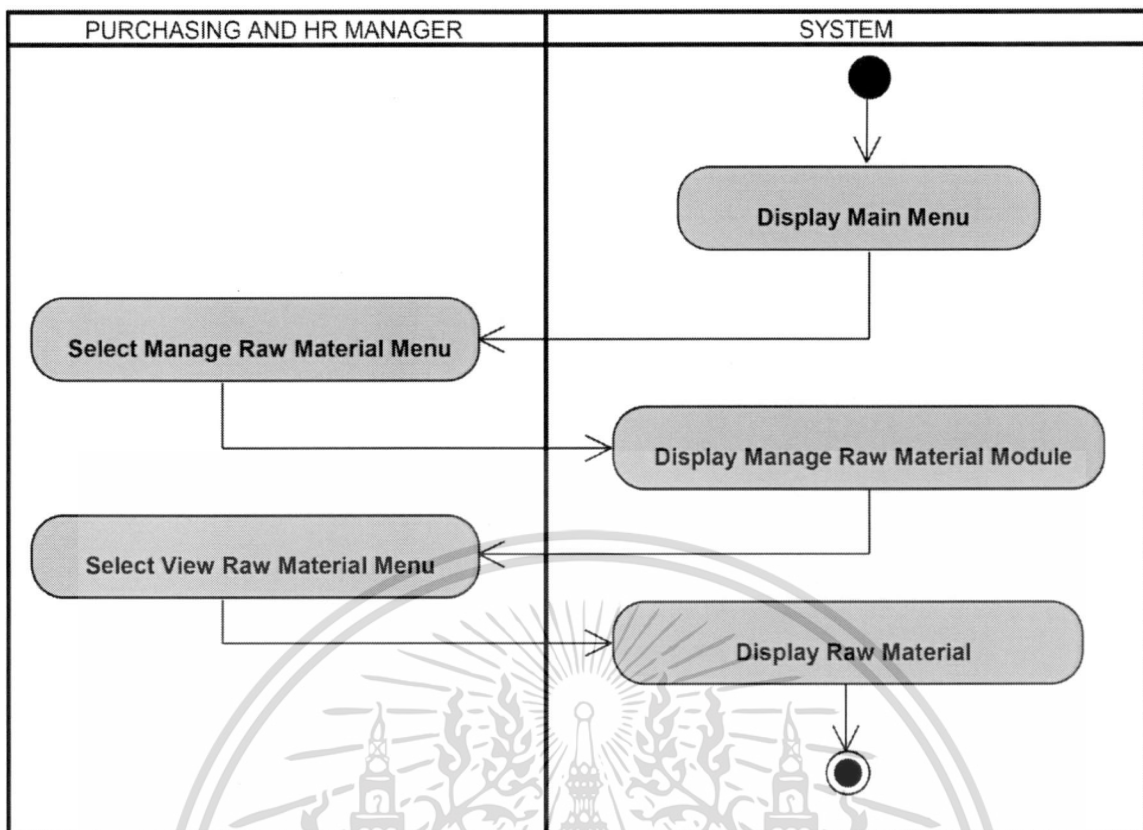 PURCHASING AND HR MANAGER
SYSTEM
Display Main Menu
Select Manage Raw Material Menu
Display Manage Raw Material Module
Select View Raw Material Menu
Display Raw Material